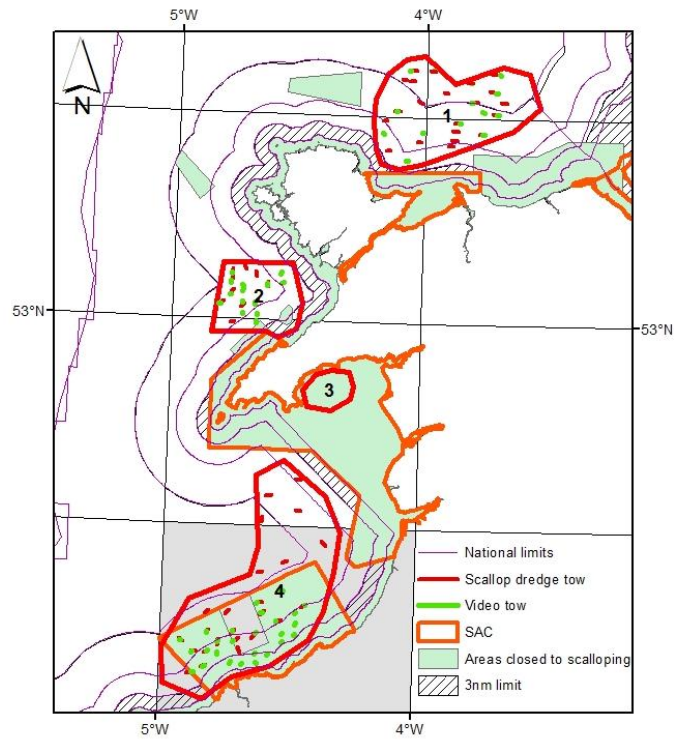 5°W 4°W
N
1
2
53°N 53°N
3
4
National limits
Scallop dredge tow
Video tow
SAC
Areas closed to scalloping
3nm limit
5°W 4°W